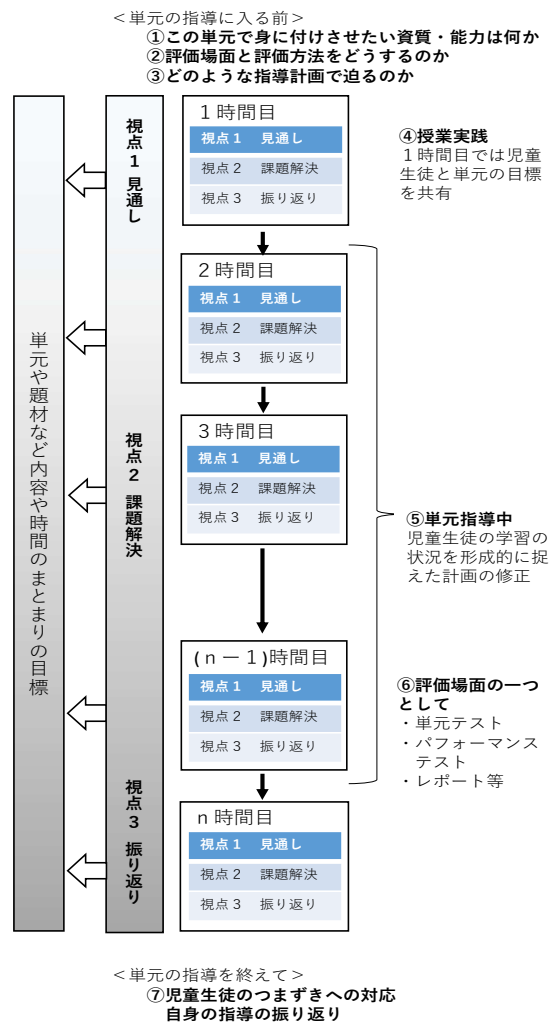 ＜単元の指導に入る前＞
①この単元で身に付けさせたい資質・能力は何か
②評価場面と評価方法をどうするのか
③どのような指導計画で迫るのか
単元や題材など内容や時間のまとまりの目標
視点１ 見通し
視点２ 課題解決
視点３ 振り返り
１時間目
視点１ 見通し
視点２ 課題解決
視点３ 振り返り
④授業実践
１時間目では児童
生徒と単元の目標
を共有
２時間目
視点１ 見通し
視点２ 課題解決
視点３ 振り返り
３時間目
視点１ 見通し
視点２ 課題解決
視点３ 振り返り
⑤単元指導中
児童生徒の学習の
状況を形成的に捉
えた計画の修正
(ｎ－１)時間目
視点１ 見通し
視点２ 課題解決
視点３ 振り返り
⑥評価場面の一つ
として
・単元テスト
・パフォーマンス
テスト
・レポート等
ｎ時間目
視点１ 見通し
視点２ 課題解決
視点３ 振り返り
＜単元の指導を終えて＞
⑦児童生徒のつまずきへの対応
自身の指導の振り返り